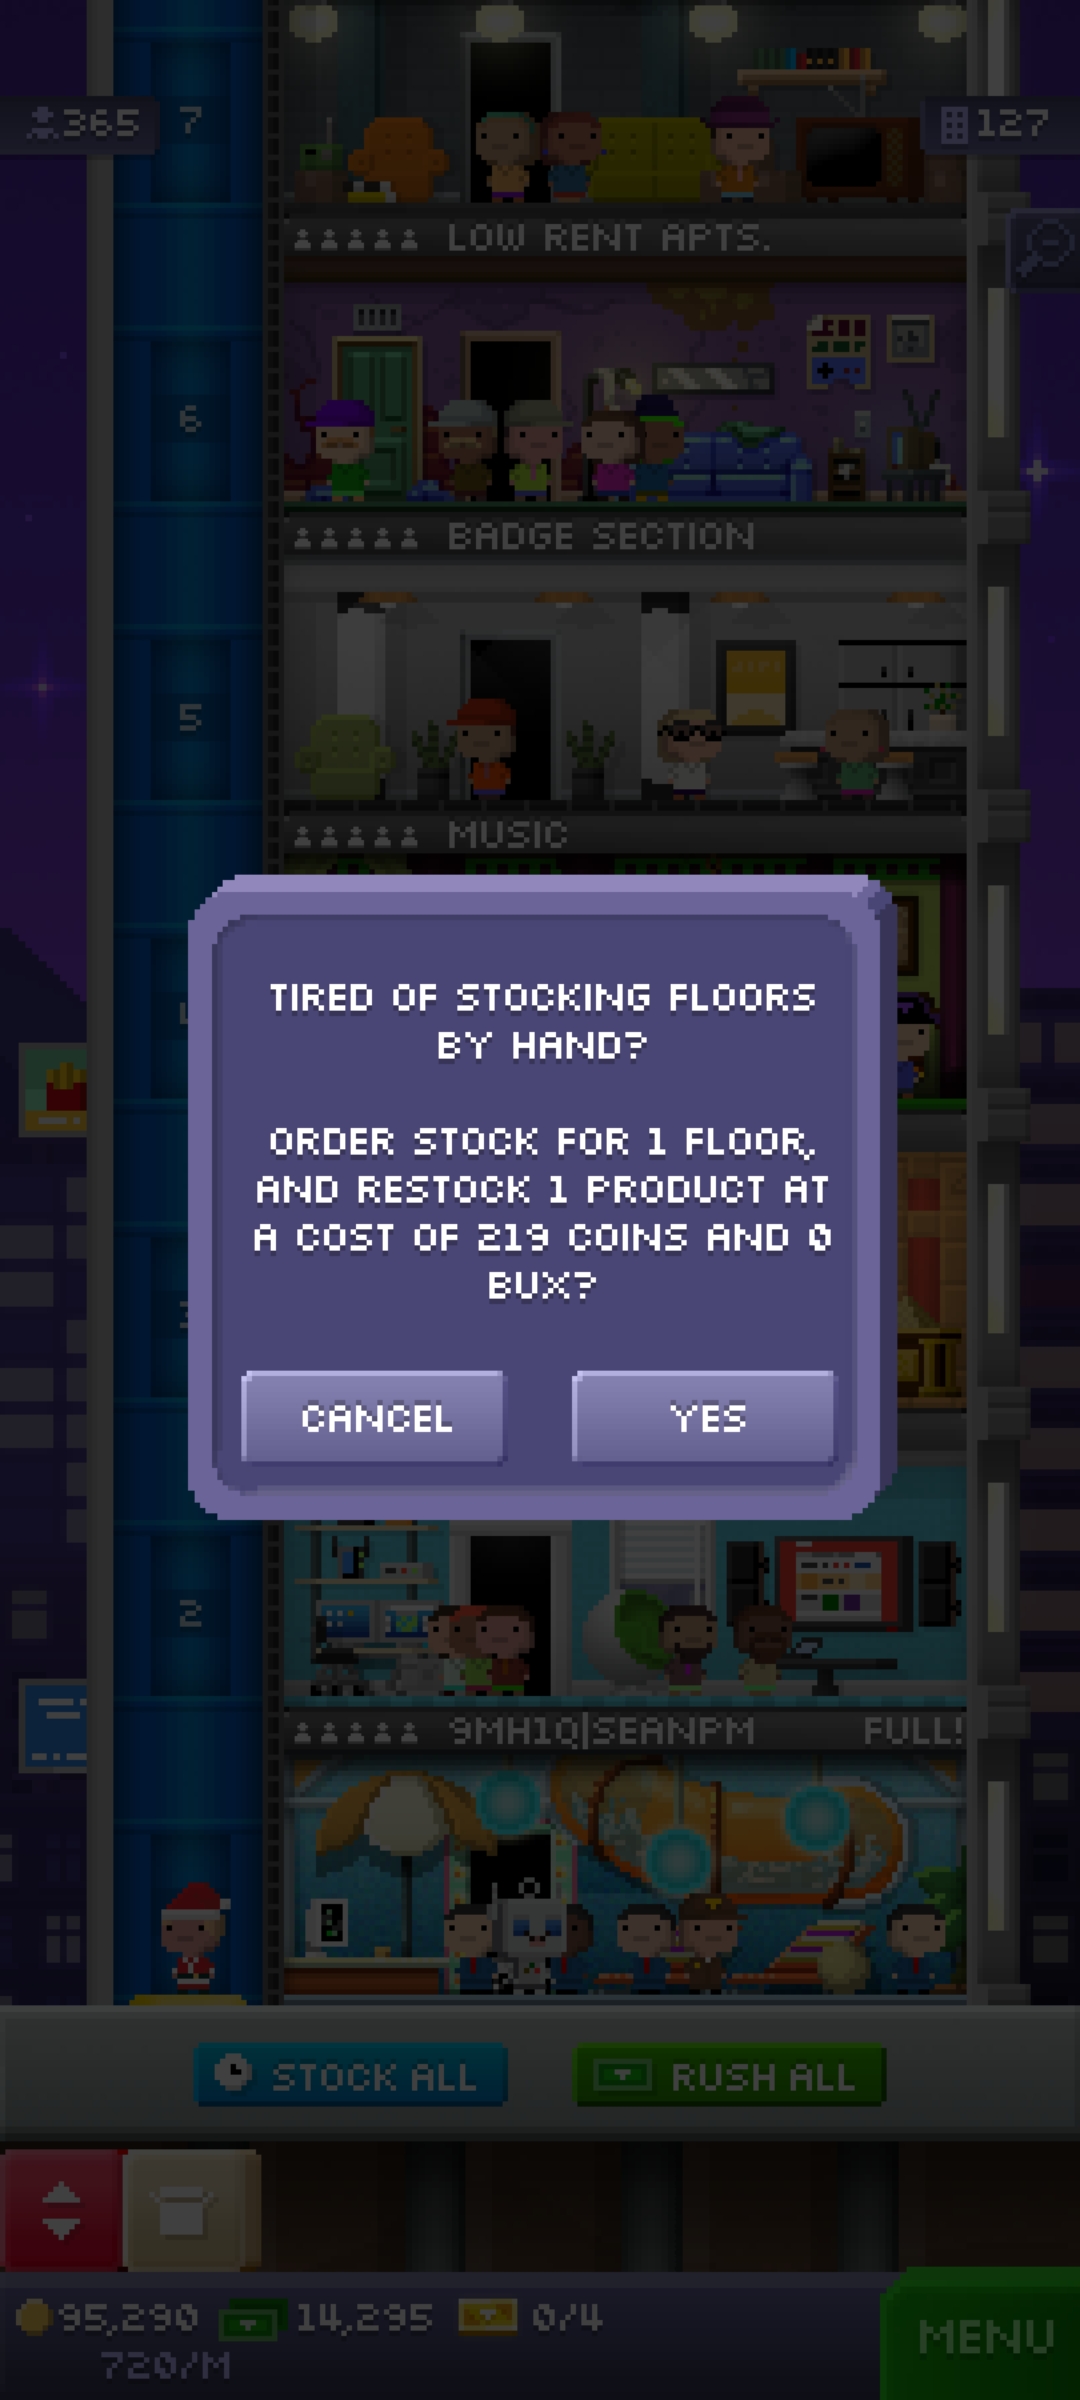 365
7
127
LOW RENT APTS.
6
BADGE SECTION
5
MUSIC
TIRED OF STOCKING FLOORS
BY HAND?
ORDER STOCK FOR 1 FLOOR,
AND RESTOCK 1 PRODUCT AT
A COST OF 219 COINS AND 0
BUX?
CANCEL
YES
2
9MH1Q|SEANPM
FULL!
STOCK ALL
RUSH ALL
95,290
14,295
0/4
720/M
MENU